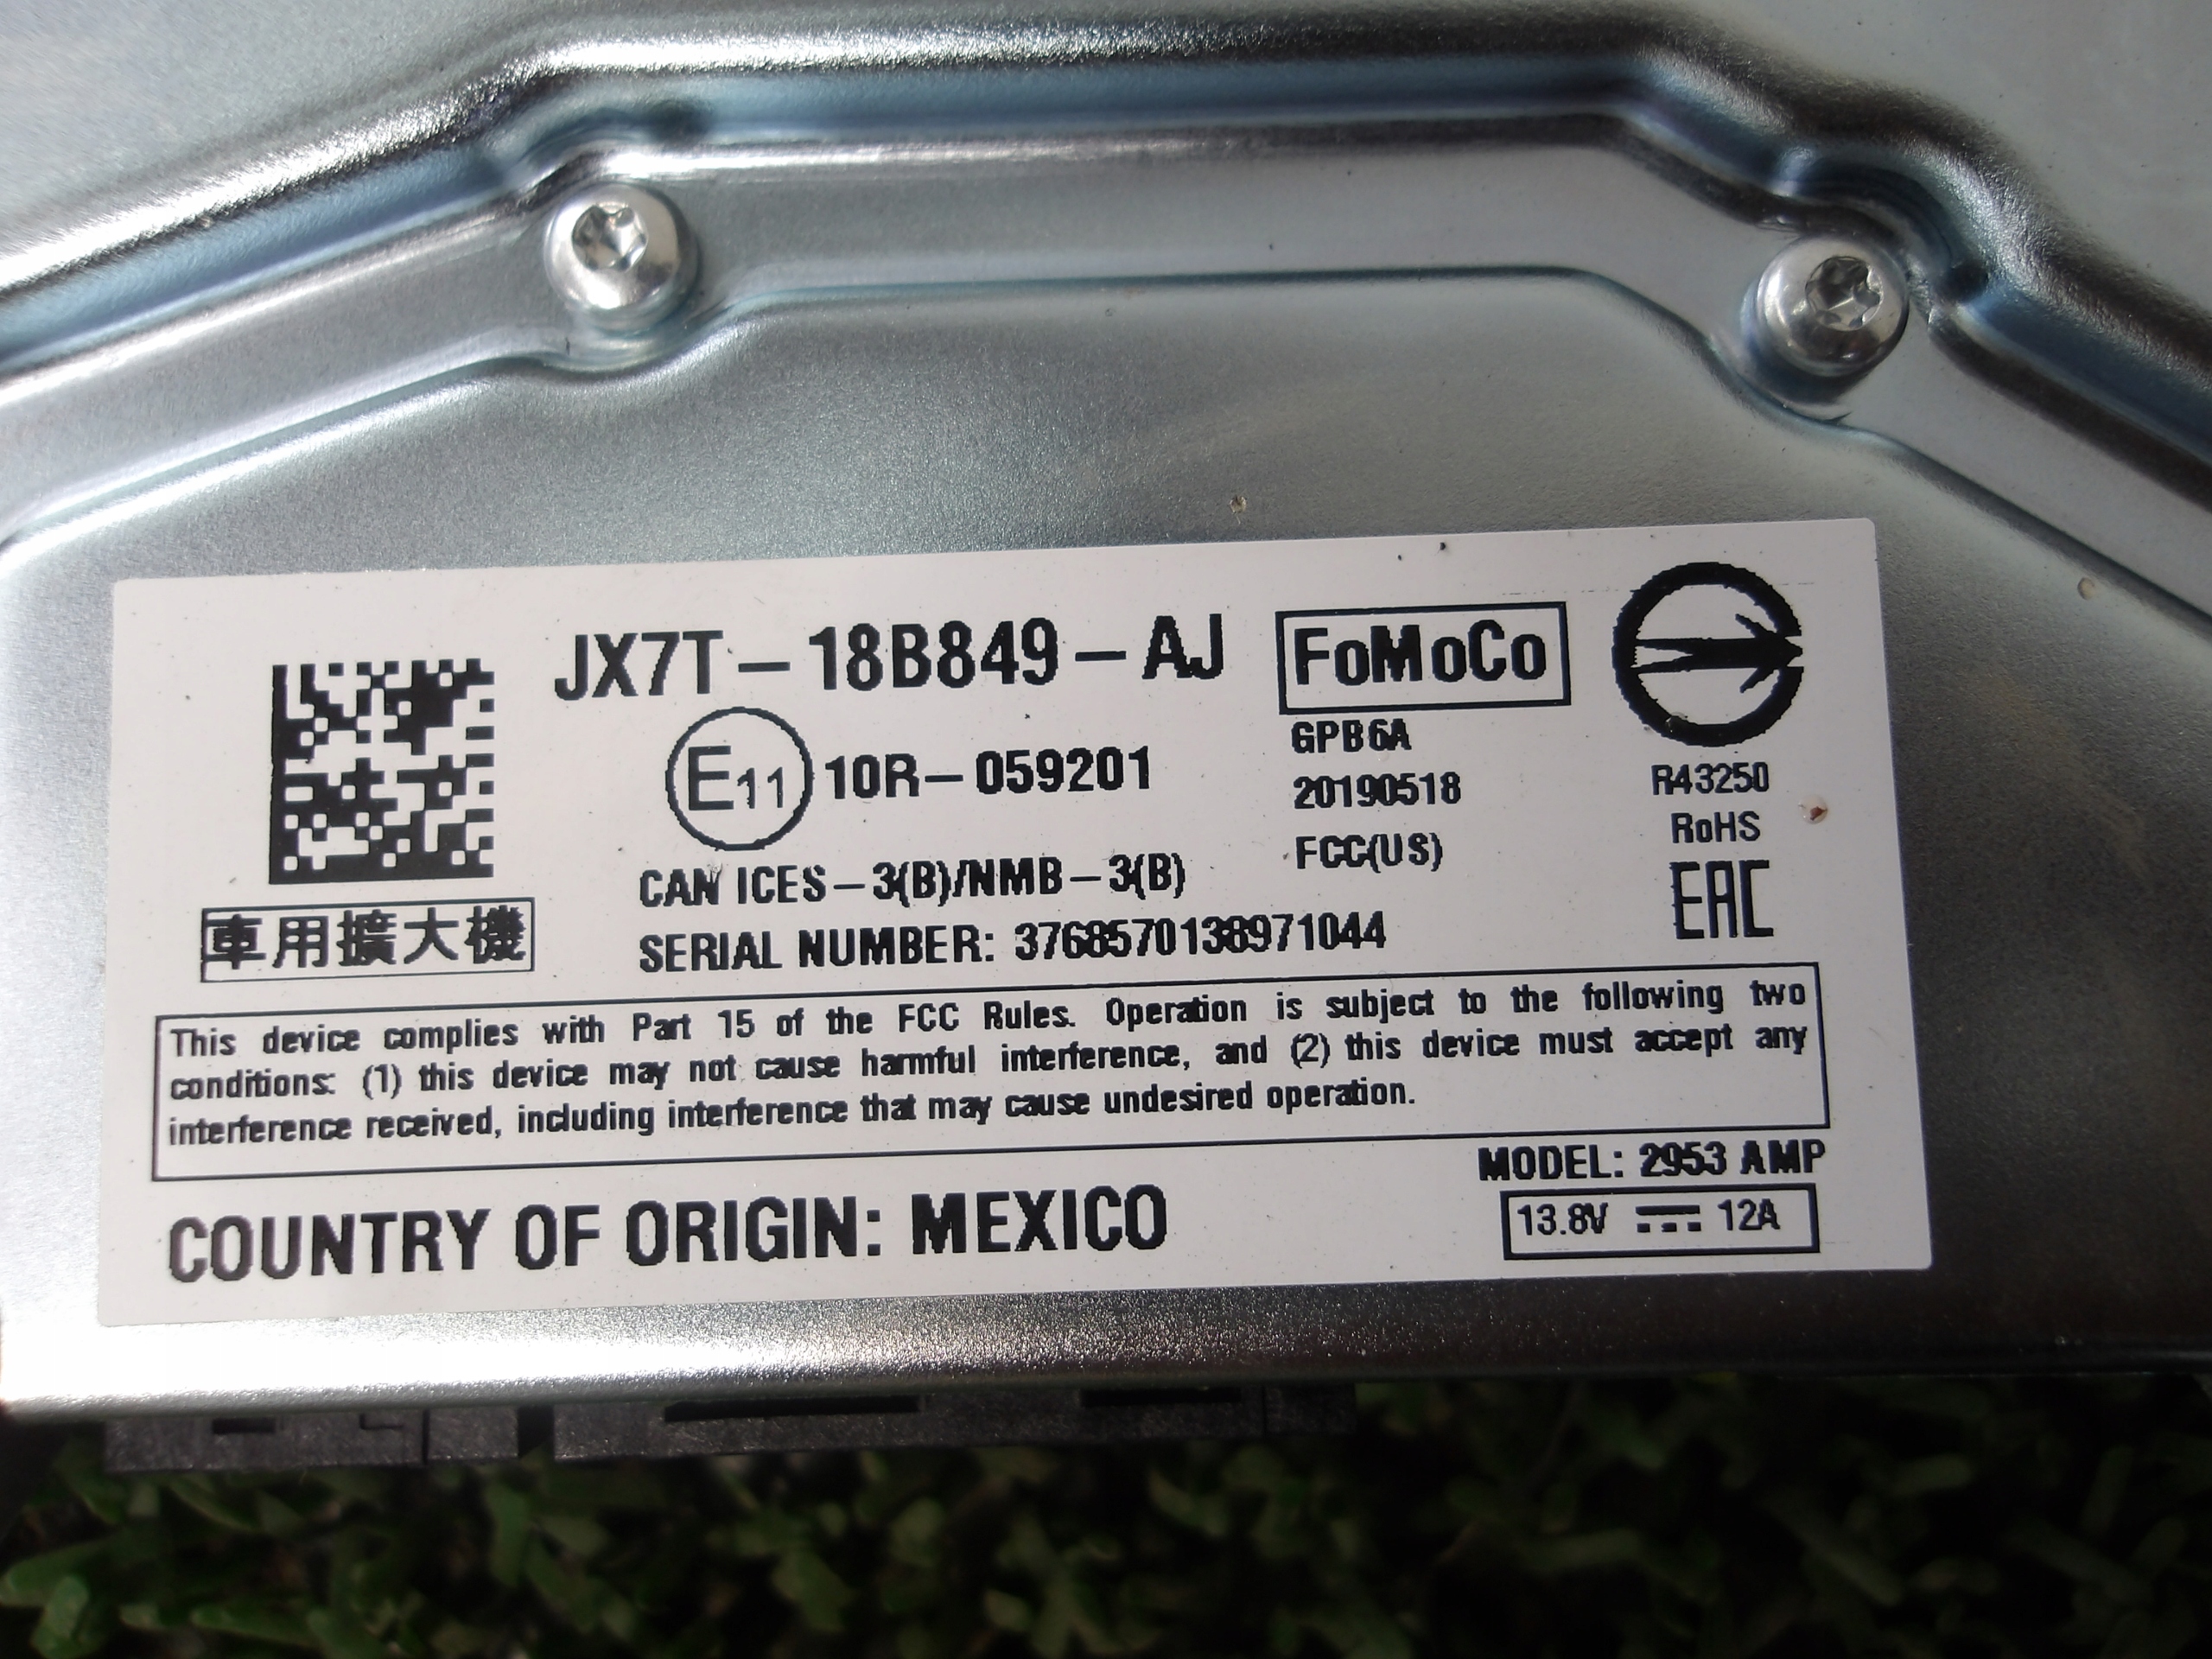 JX7T-18B849-AJ
FoMoCo
E11 10R-059201
GPB6A
20190518
FCC(US)
R43250
RoHS
EAC
CAN ICES-3(B)/NMB-3(B)
SERIAL NUMBER: 3768570138971044
車用擴大機
This device complies with Part 15 of the FCC Rules. Operation is subject to the following two
conditions: (1) this device may not cause harmful interference, and (2) this device must accept any
interference received, including interference that may cause undesired operation.
MODEL: 2953 AMP
COUNTRY OF ORIGIN: MEXICO
13.8V ⎓ 12A